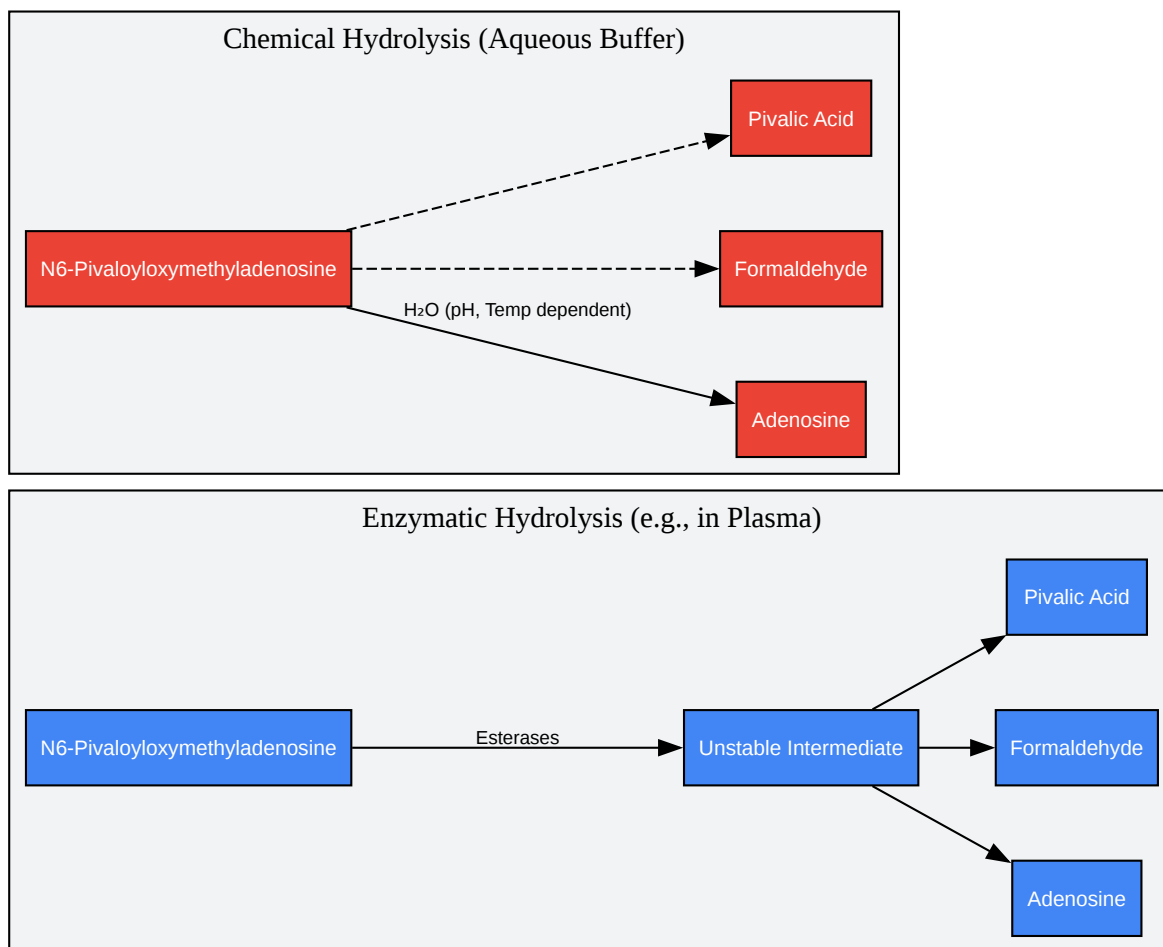 Chemical Hydrolysis (Aqueous Buffer)
Pivalic Acid
N6-Pivaloyloxymethyladenosine
Formaldehyde
H₂O (pH, Temp dependent)
Adenosine
Enzymatic Hydrolysis (e.g., in Plasma)
Pivalic Acid
N6-Pivaloyloxymethyladenosine
Esterases
Unstable Intermediate
Formaldehyde
Adenosine